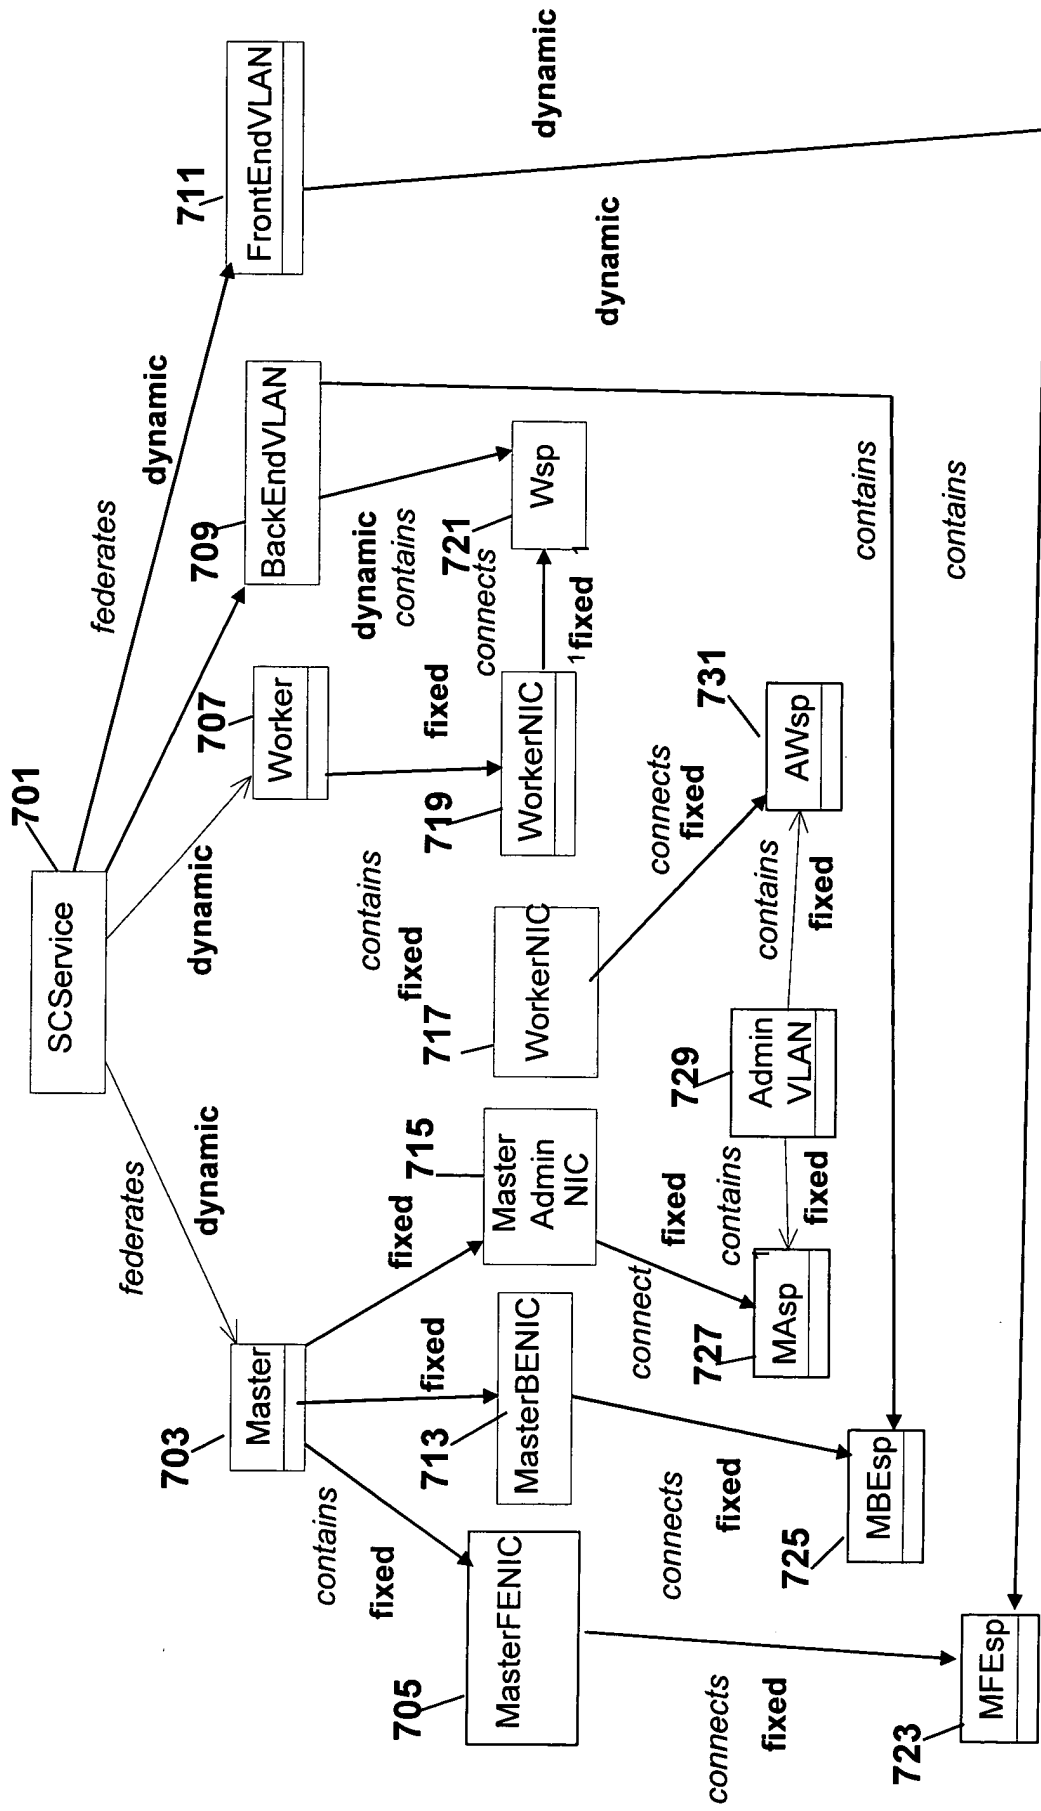 701
SCService
federates
dynamic
dynamic
federates
dynamic
703
Master
707
Worker
709
BackEndVLAN
711
FrontEndVLAN
dynamic
dynamic
contains
fixed
fixed
fixed
contains
fixed
fixed
dynamic
contains
705
MasterFENIC
713
MasterBENIC
715
Master
Admin
NIC
717
WorkerNIC
719
WorkerNIC
connects
1
fixed
1
721
Wsp
connects
fixed
connects
fixed
connect
fixed
connects
fixed
contains
fixed
contains
fixed
727
MAsp
1
729
Admin
VLAN
731
AWsp
725
MBEsp
contains
723
MFEsp
contains
dynamic